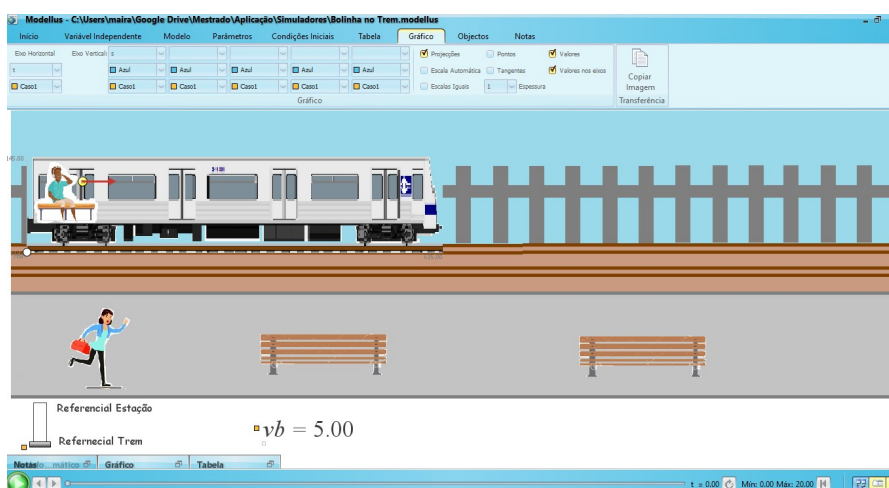 Modellus - C:\Users\maira\Google Drive\Mestrado\Aplicação\Simuladores\Bolinha no Trem.modellus
Início Variável Independente Modelo Parâmetros Condições Iniciais Tabela Gráfico Objectos Notas
Eixo Horizontal Eixo Vertical: s Projecções Pontos Valores
t Azul Azul Azul Azul Azul Escala Automática Tangentes Valores nos eixos
Caso1 Caso1 Caso1 Caso1 Caso1 Caso1 Escalas Iguais 1 Espessura
Copiar
Imagem
Gráfico Transferência
145.00
Referencial Estação
vb = 5.00
Refernecial Trem
Notas Gráfico Tabela
t = 0.00 Mín: 0.00 Máx: 20.00